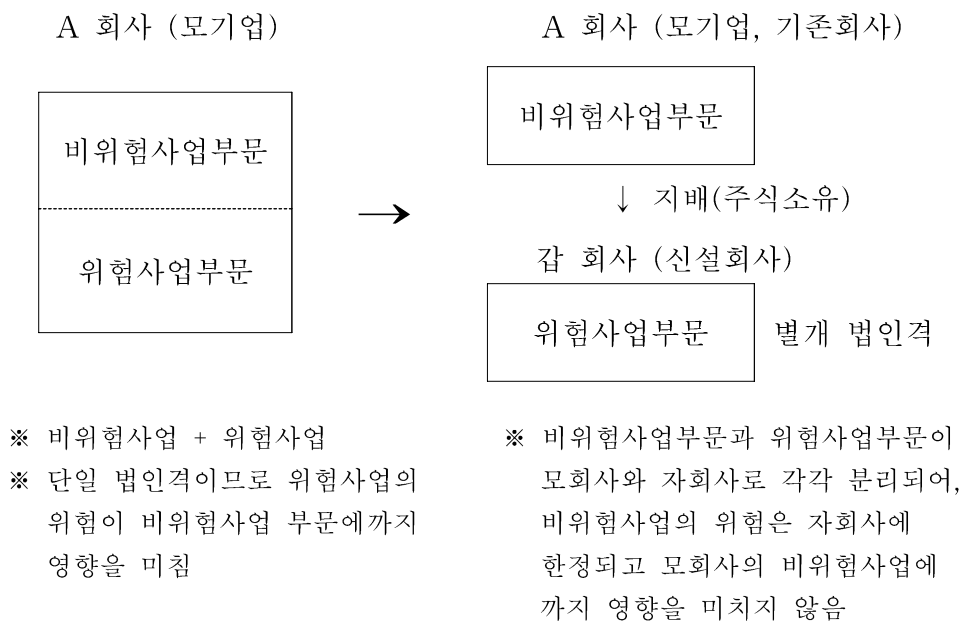 A 회사 (모기업)
비위험사업부문
위험사업부문
※ 비위험사업 + 위험사업
※ 단일 법인격이므로 위험사업의
위험이 비위험사업 부문에까지
영향을 미침
→
A 회사 (모기업, 기존회사)
비위험사업부문
↓ 지배(주식소유)
갑 회사 (신설회사)
위험사업부문 별개 법인격
※ 비위험사업부문과 위험사업부문이
모회사와 자회사로 각각 분리되어,
비위험사업의 위험은 자회사에
한정되고 모회사의 비위험사업에
까지 영향을 미치지 않음